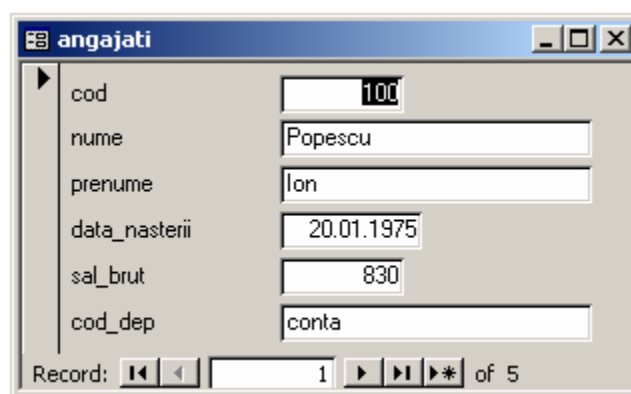 angajati
cod 100
nume Popescu
prenume Ion
data_nasterii 20.01.1975
sal_brut 830
cod_dep conta
Record: 1 of 5